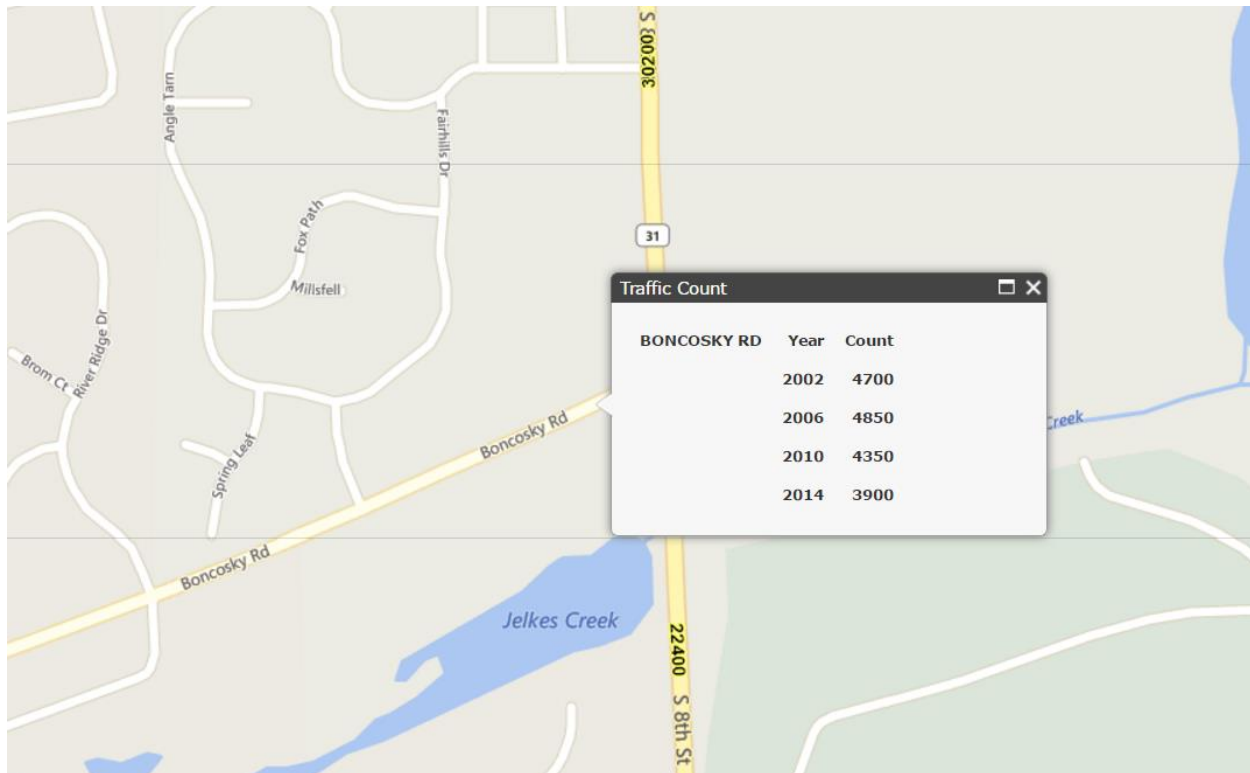 S 8
30200
Angle Tarn
Fairhills Dr
Fox Path
31
Millsfell
Traffic Count
BONCOSKY RD Year Count
2002 4700
2006 4850
2010 4350
2014 3900
River Ridge Dr
Brom Ct
Boncosky Rd
Creek
Spring Leaf
Boncosky Rd
Jelkes Creek
22400
S 8th St